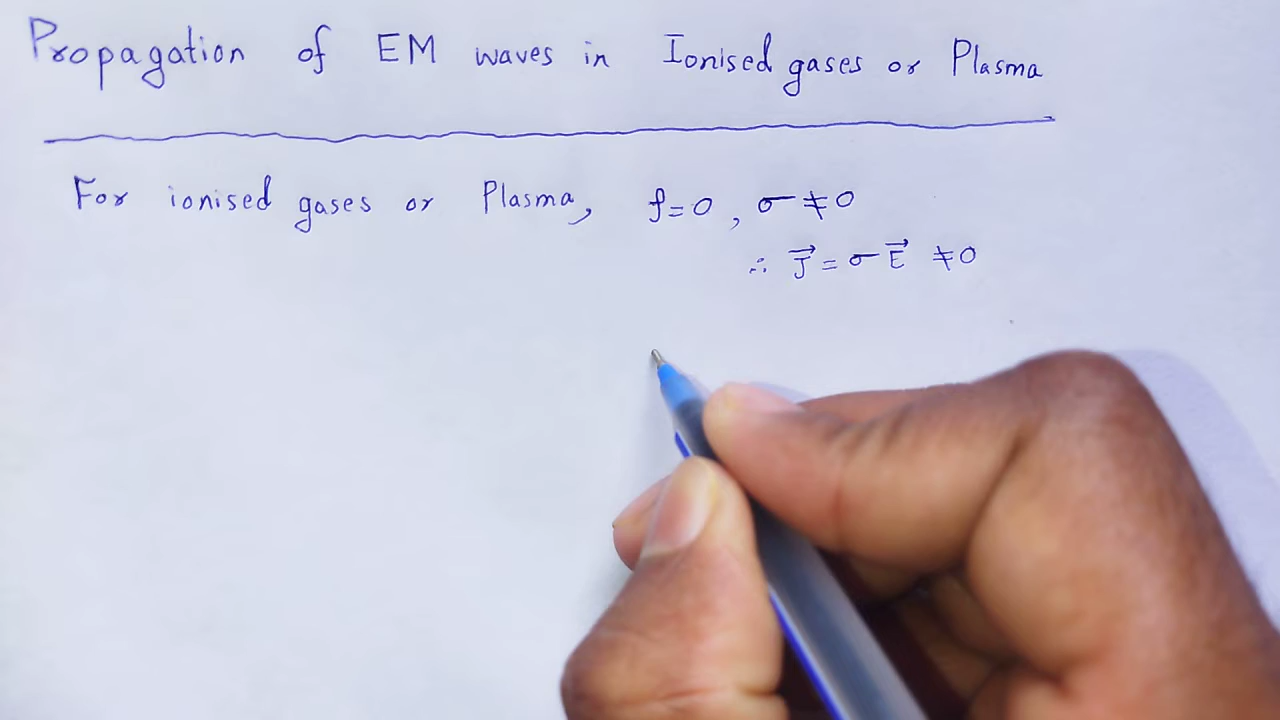 Propagation of EM waves in Ionised gases or Plasma
For ionised gases or Plasma, ρ=0, σ≠0
∴ J⃗ = σE⃗ ≠0